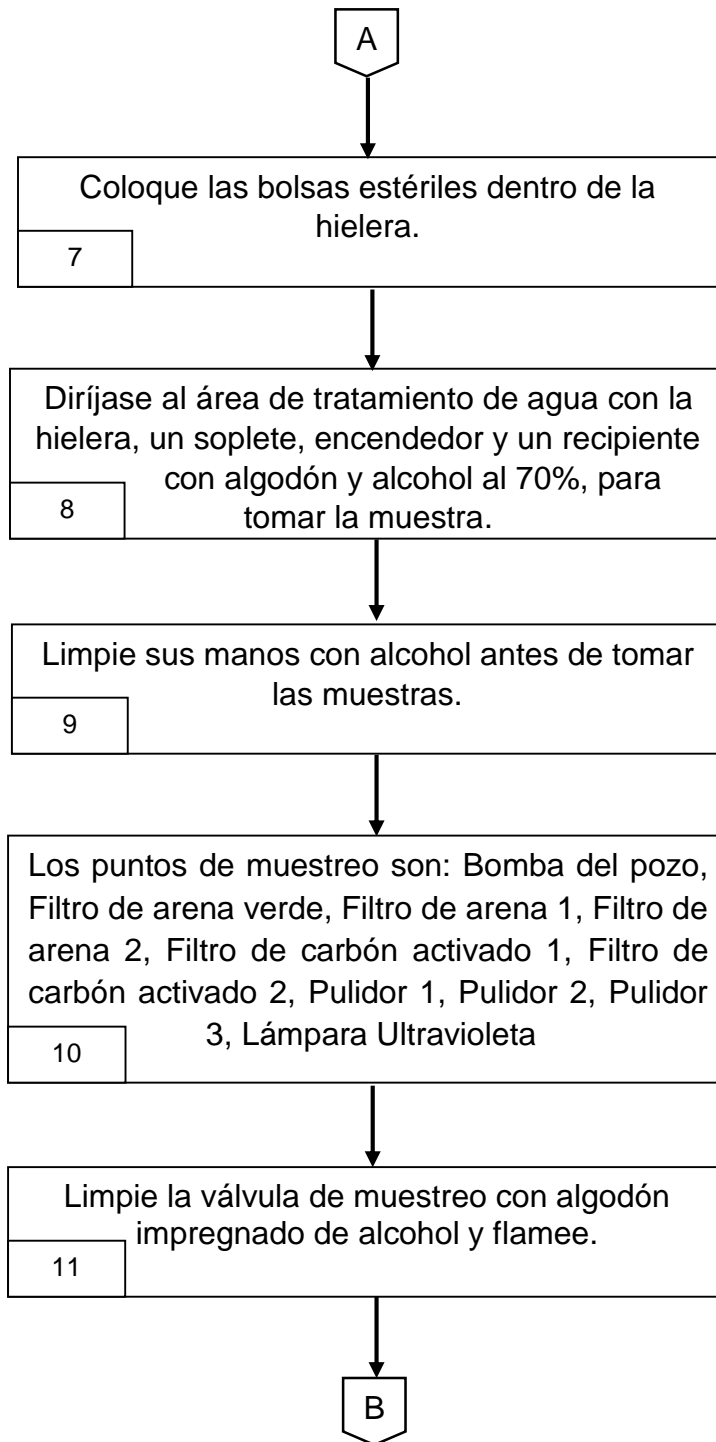 A
Coloque las bolsas estériles dentro de la
hielera.
7
Diríjase al área de tratamiento de agua con la
hielera, un soplete, encendedor y un recipiente
con algodón y alcohol al 70%, para
tomar la muestra.
8
Limpie sus manos con alcohol antes de tomar
las muestras.
9
Los puntos de muestreo son: Bomba del pozo,
Filtro de arena verde, Filtro de arena 1, Filtro de
arena 2, Filtro de carbón activado 1, Filtro de
carbón activado 2, Pulidor 1, Pulidor 2, Pulidor
3, Lámpara Ultravioleta
10
Limpie la válvula de muestreo con algodón
impregnado de alcohol y flamee.
11
B